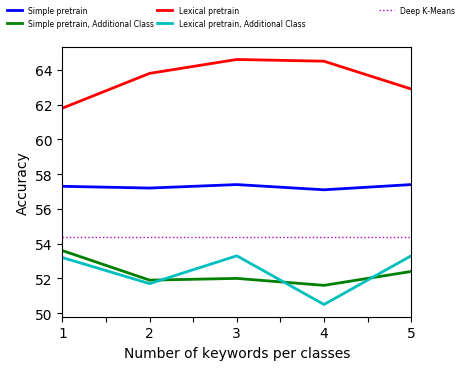 Simple pretrain
Simple pretrain, Additional Class
Lexical pretrain
Lexical pretrain, Additional Class
Deep K-Means
Accuracy
64
62
60
58
56
54
52
50
1 2 3 4 5
Number of keywords per classes